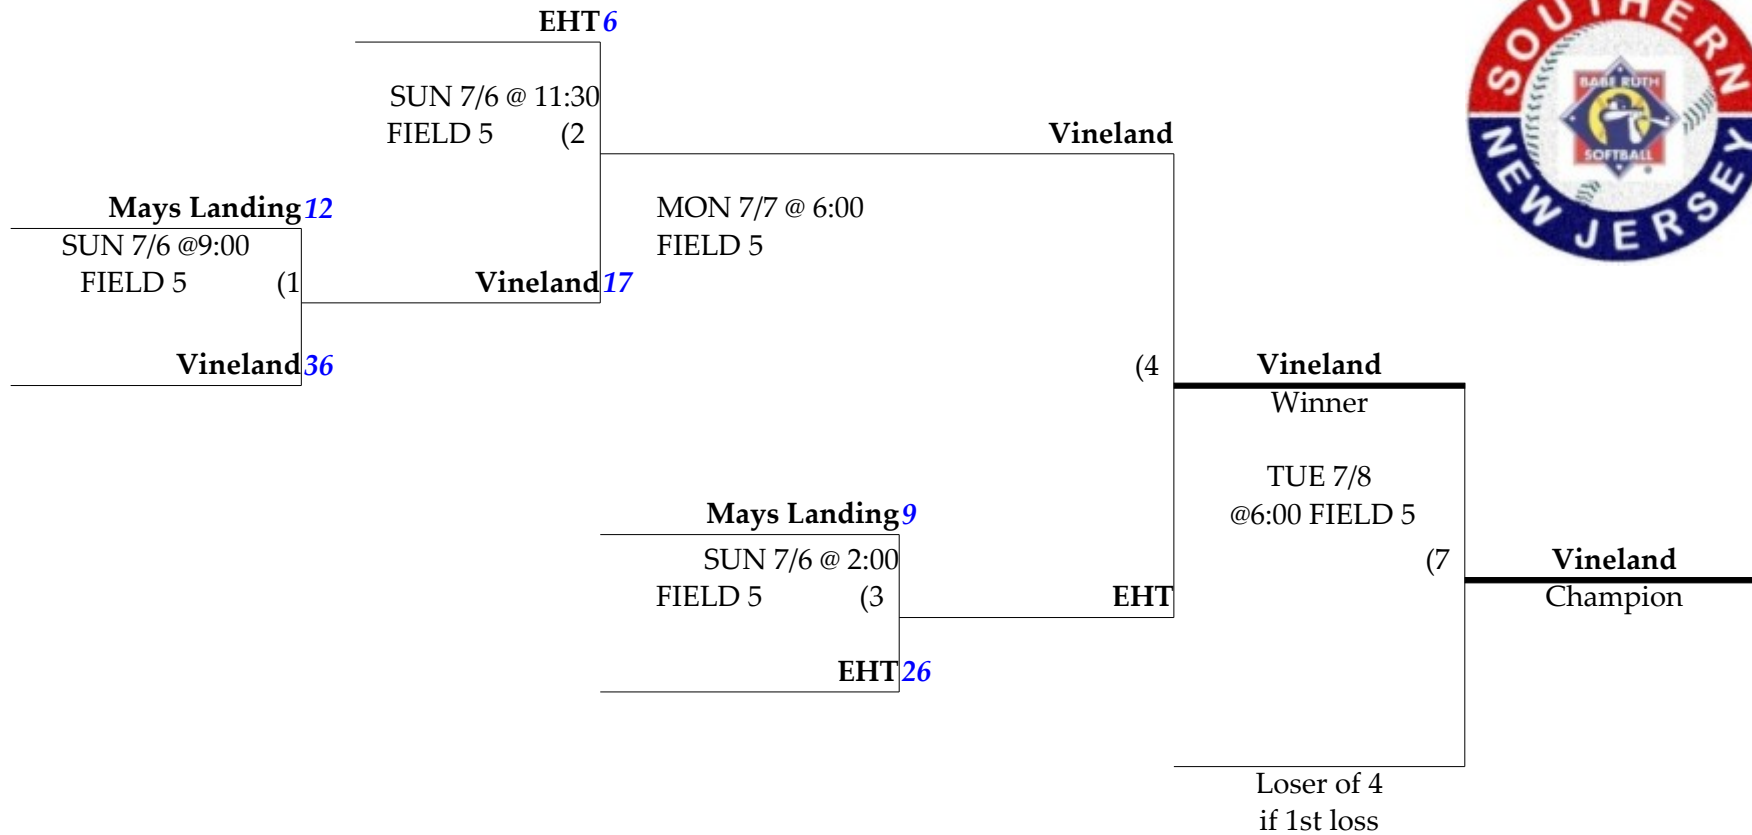 EHT 6
SUN 7/6 @ 11:30
FIELD 5 (2
Vineland
Mays Landing 12
SUN 7/6 @9:00
FIELD 5 (1
MON 7/7 @ 6:00
FIELD 5
Vineland 17
Vineland 36
(4
Vineland
Winner
TUE 7/8
@6:00 FIELD 5
Mays Landing 9
SUN 7/6 @ 2:00
FIELD 5 (3
EHT
(7
Vineland
Champion
EHT 26
Loser of 4
if 1st loss
SOUTHERN
NEW JERSEY
BABE RUTH
SOFTBALL